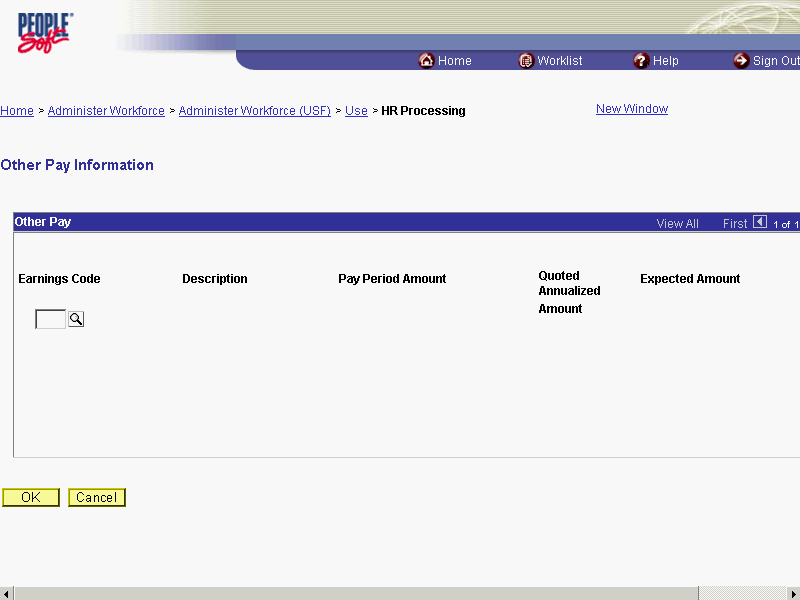 PEOPLE
Soft
Home Worklist Help Sign Out
Home > Administer Workforce > Administer Workforce (USF) > Use > HR Processing New Window
Other Pay Information
Other Pay View All First 1 of 1
Earnings Code Description Pay Period Amount Quoted Annualized Amount Expected Amount
OK Cancel